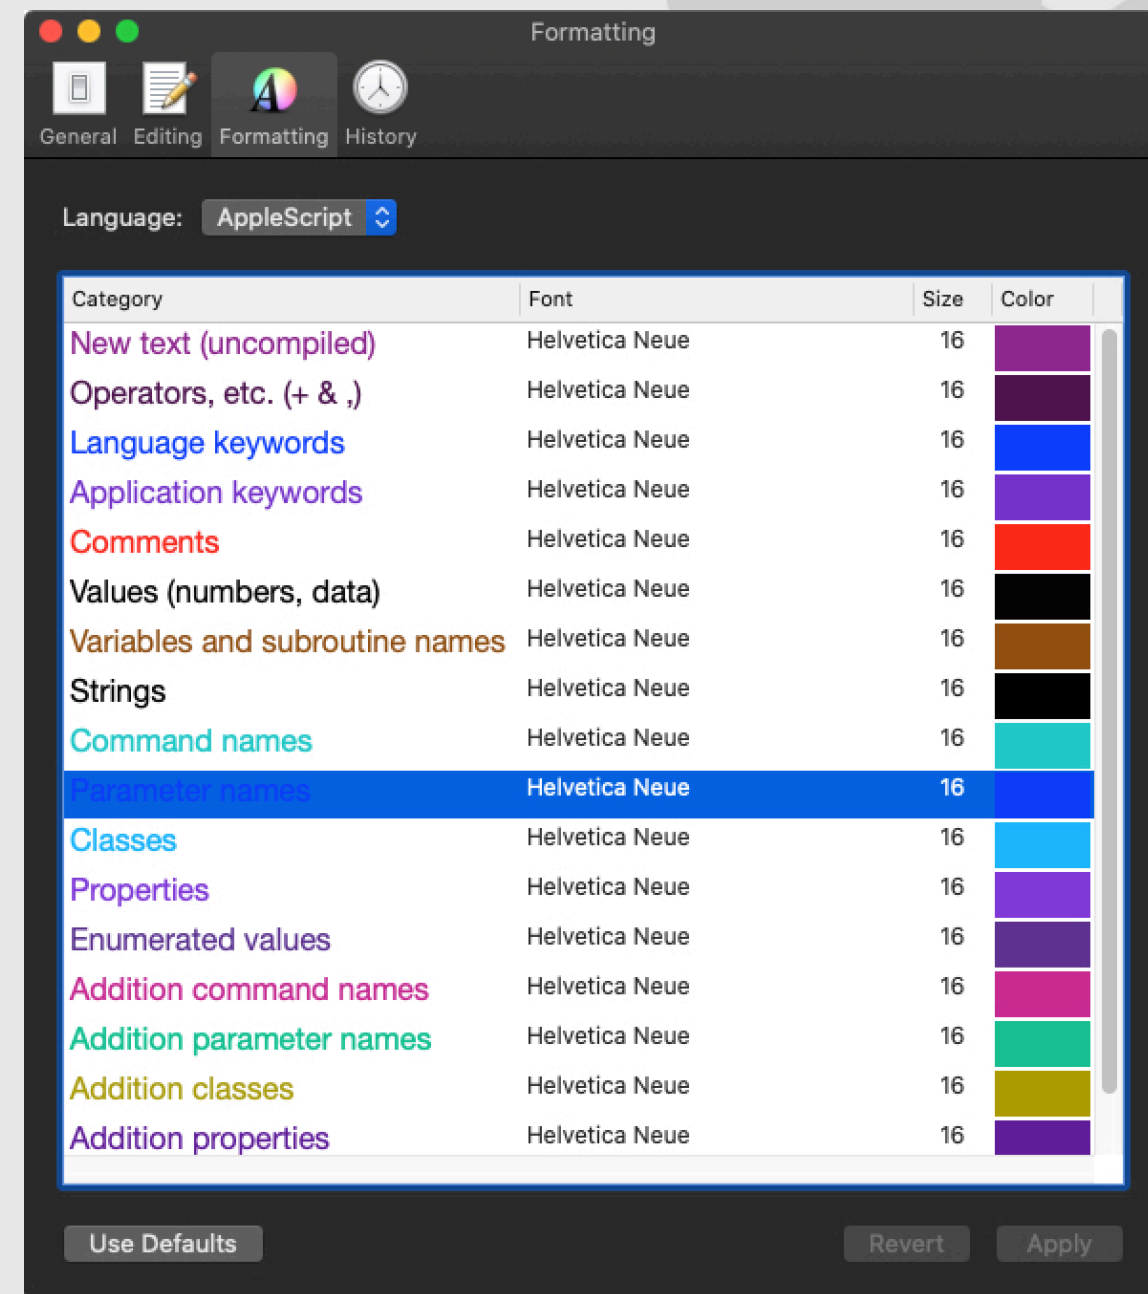 Formatting
General Editing Formatting History
Language: AppleScript
Category Font Size Color
New text (uncompiled) Helvetica Neue 16
Operators, etc. (+ & ,) Helvetica Neue 16
Language keywords Helvetica Neue 16
Application keywords Helvetica Neue 16
Comments Helvetica Neue 16
Values (numbers, data) Helvetica Neue 16
Variables and subroutine names Helvetica Neue 16
Strings Helvetica Neue 16
Command names Helvetica Neue 16
Parameter names Helvetica Neue 16
Classes Helvetica Neue 16
Properties Helvetica Neue 16
Enumerated values Helvetica Neue 16
Addition command names Helvetica Neue 16
Addition parameter names Helvetica Neue 16
Addition classes Helvetica Neue 16
Addition properties Helvetica Neue 16
Use Defaults Revert Apply